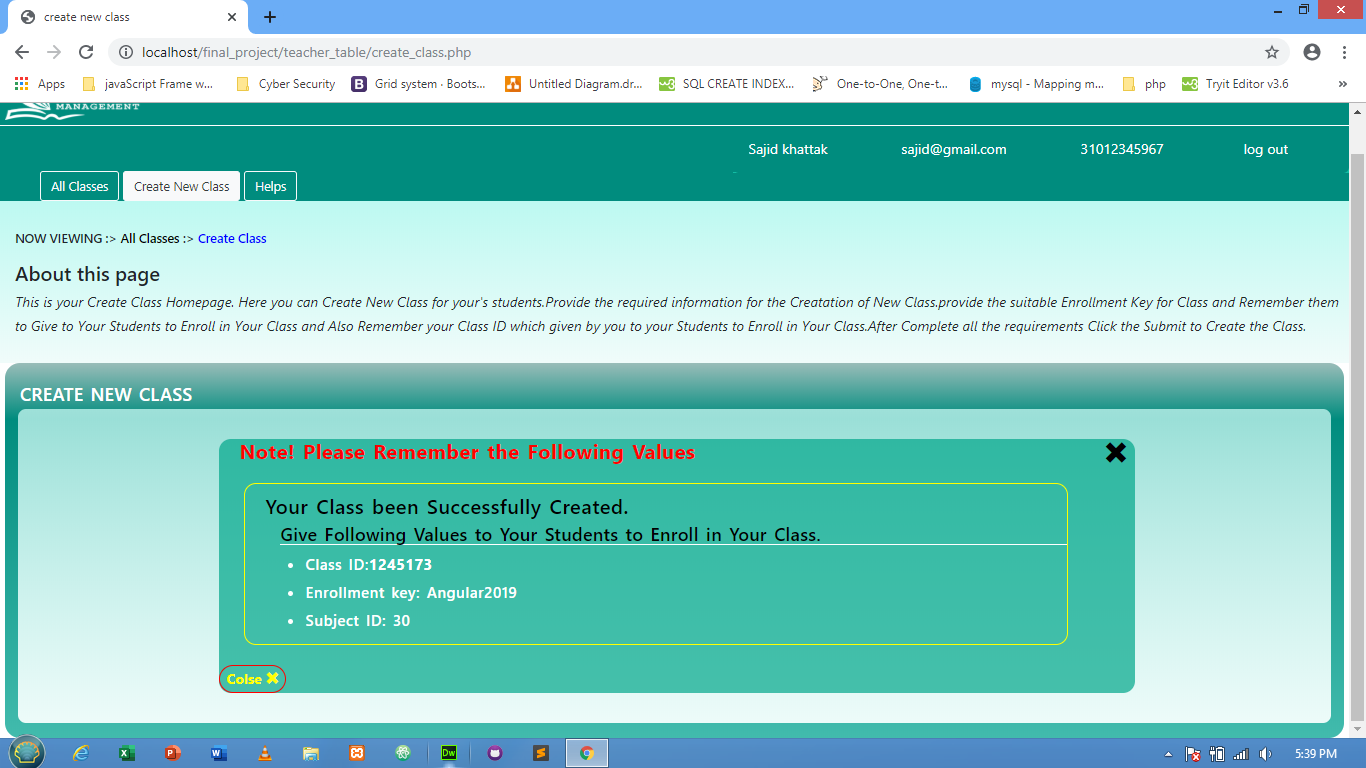 create new class
localhost/final_project/teacher_table/create_class.php
Apps javaScript Frame w... Cyber Security Grid system · Boots... Untitled Diagram.dr... SQL CREATE INDEX... One-to-One, One-t... mysql - Mapping m... php Tryit Editor v3.6
MANAGEMENT
Sajid khattak sajid@gmail.com 31012345967 log out
All Classes Create New Class Helps
NOW VIEWING :> All Classes :> Create Class
About this page
This is your Create Class Homepage. Here you can Create New Class for your's students.Provide the required information for the Creatation of New Class.provide the suitable Enrollment Key for Class and Remember them
to Give to Your Students to Enroll in Your Class and Also Remember your Class ID which given by you to your Students to Enroll in Your Class.After Complete all the requirements Click the Submit to Create the Class.
CREATE NEW CLASS
Note! Please Remember the Following Values
Your Class been Successfully Created.
Give Following Values to Your Students to Enroll in Your Class.
• Class ID:1245173
• Enrollment key: Angular2019
• Subject ID: 30
Colse
Dw
5:39 PM